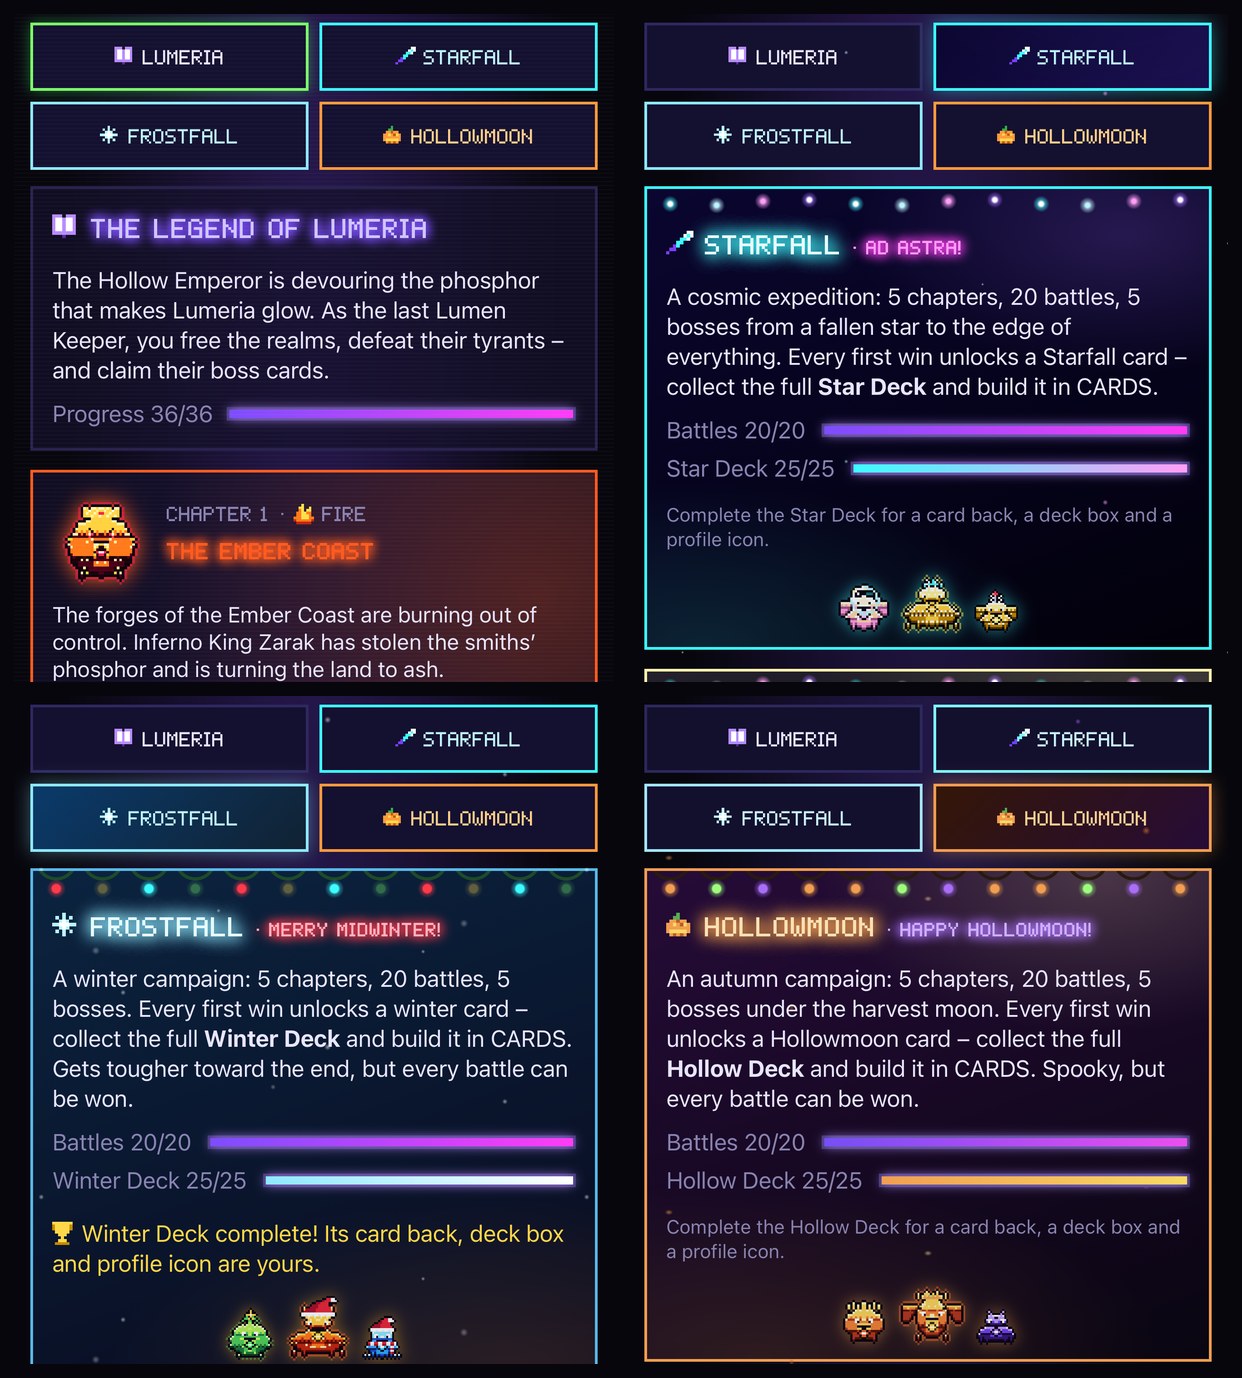 LUMERIA
STARFALL
FROSTFALL
HOLLOWMOON
THE LEGEND OF LUMERIA
The Hollow Emperor is devouring the phosphor
that makes Lumeria glow. As the last Lumen
Keeper, you free the realms, defeat their tyrants –
and claim their boss cards.
Progress 36/36
CHAPTER 1 · FIRE
THE EMBER COAST
The forges of the Ember Coast are burning out of
control. Inferno King Zarak has stolen the smiths’
phosphor and is turning the land to ash.
LUMERIA
STARFALL
FROSTFALL
HOLLOWMOON
STARFALL · AD ASTRA!
A cosmic expedition: 5 chapters, 20 battles, 5
bosses from a fallen star to the edge of
everything. Every first win unlocks a Starfall card –
collect the full Star Deck and build it in CARDS.
Battles 20/20
Star Deck 25/25
Complete the Star Deck for a card back, a deck box and a
profile icon.
LUMERIA
STARFALL
FROSTFALL
HOLLOWMOON
FROSTFALL · MERRY MIDWINTER!
A winter campaign: 5 chapters, 20 battles, 5
bosses. Every first win unlocks a winter card –
collect the full Winter Deck and build it in CARDS.
Gets tougher toward the end, but every battle can
be won.
Battles 20/20
Winter Deck 25/25
Winter Deck complete! Its card back, deck box
and profile icon are yours.
LUMERIA
STARFALL
FROSTFALL
HOLLOWMOON
HOLLOWMOON · HAPPY HOLLOWMOON!
An autumn campaign: 5 chapters, 20 battles, 5
bosses under the harvest moon. Every first win
unlocks a Hollowmoon card – collect the full
Hollow Deck and build it in CARDS. Spooky, but
every battle can be won.
Battles 20/20
Hollow Deck 25/25
Complete the Hollow Deck for a card back, a deck box and
a profile icon.